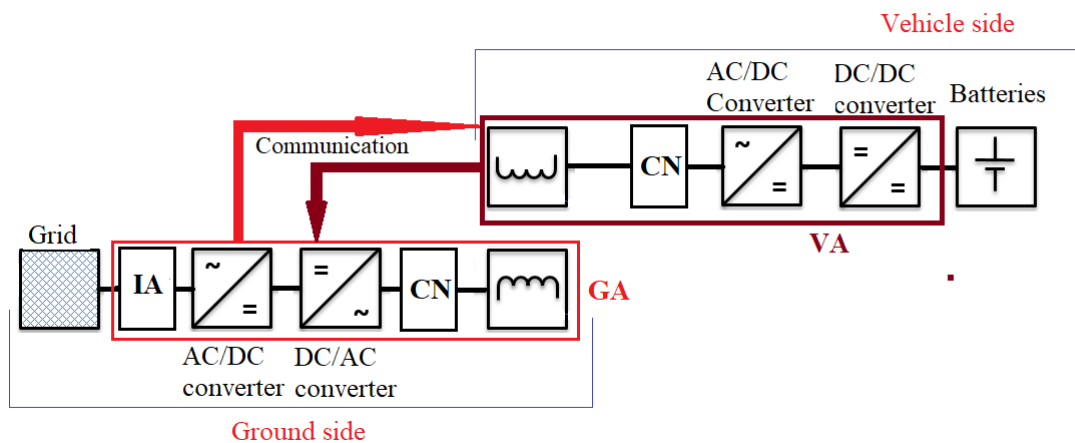 Vehicle side
AC/DC
Converter
DC/DC
converter
Batteries
Communication
CN
~
=
=
=
VA
Grid
IA
~
=
=
~
CN
GA
AC/DC
converter
DC/AC
converter
Ground side